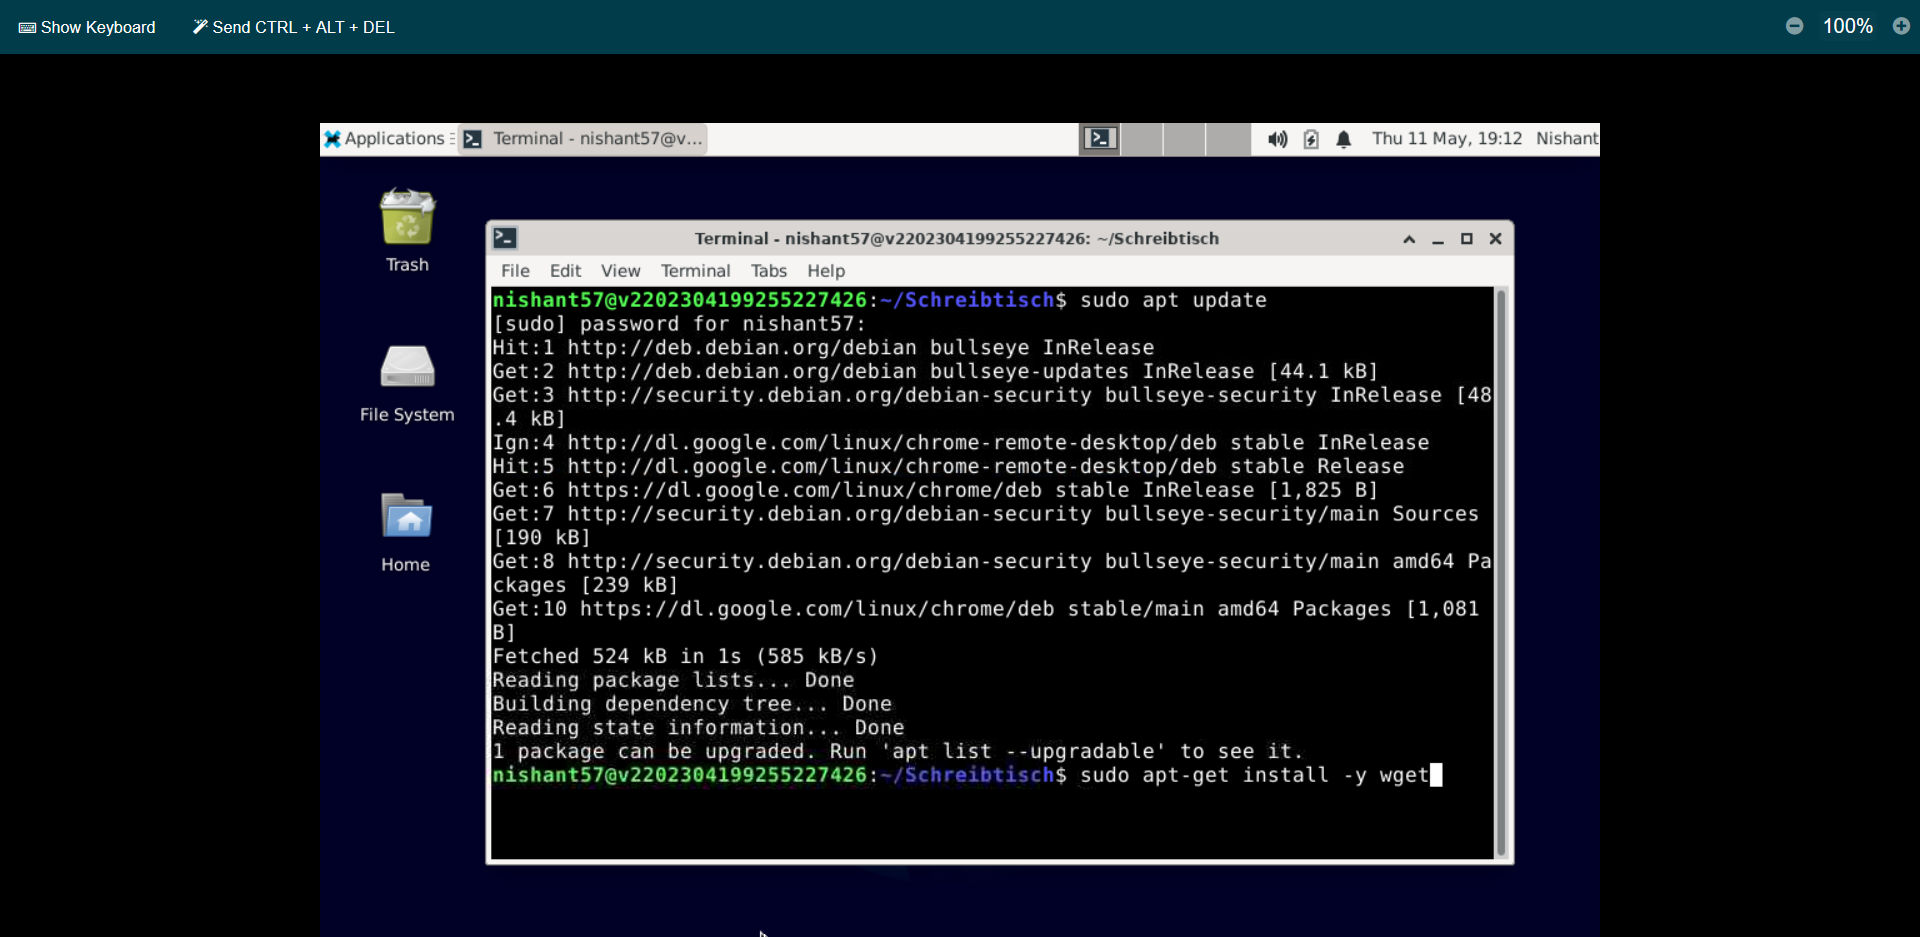 Show Keyboard Send CTRL + ALT + DEL 100%
Applications Terminal - nishant57@v... Thu 11 May, 19:12 Nishant
Trash
File System
Home
Terminal - nishant57@v2202304199255227426: ~/Schreibtisch
File Edit View Terminal Tabs Help
nishant57@v2202304199255227426:~/Schreibtisch$ sudo apt update
[sudo] password for nishant57:
Hit:1 http://deb.debian.org/debian bullseye InRelease
Get:2 http://deb.debian.org/debian bullseye-updates InRelease [44.1 kB]
Get:3 http://security.debian.org/debian-security bullseye-security InRelease [48
.4 kB]
Ign:4 http://dl.google.com/linux/chrome-remote-desktop/deb stable InRelease
Hit:5 http://dl.google.com/linux/chrome-remote-desktop/deb stable Release
Get:6 https://dl.google.com/linux/chrome/deb stable InRelease [1,825 B]
Get:7 http://security.debian.org/debian-security bullseye-security/main Sources
[190 kB]
Get:8 http://security.debian.org/debian-security bullseye-security/main amd64 Pa
ckages [239 kB]
Get:10 https://dl.google.com/linux/chrome/deb stable/main amd64 Packages [1,081
B]
Fetched 524 kB in 1s (585 kB/s)
Reading package lists... Done
Building dependency tree... Done
Reading state information... Done
1 package can be upgraded. Run 'apt list --upgradable' to see it.
nishant57@v2202304199255227426:~/Schreibtisch$ sudo apt-get install -y wget